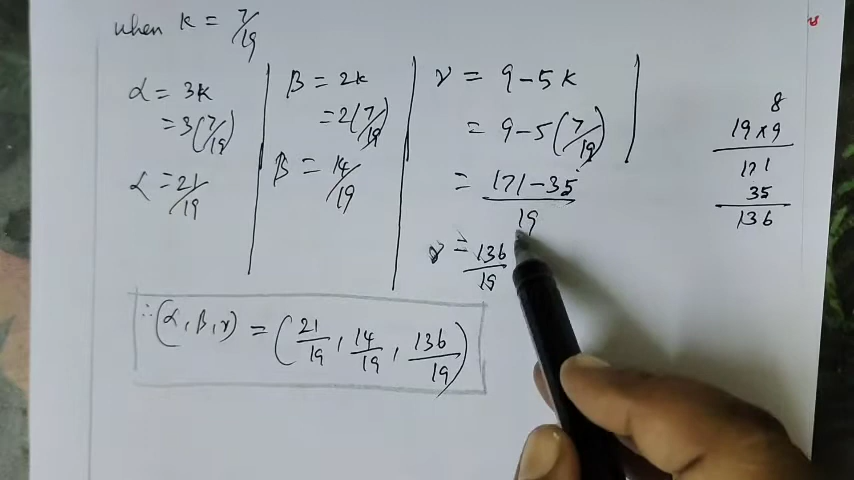 when k = 7/19
α = 3k
= 3(7/19)
α = 21/19
β = 2k
= 2(7/19)
β = 14/19
γ = 9 - 5k
= 9 - 5(7/19)
= 171 - 35 / 19
γ = 136/19
8
19 × 9
171
35
136
∴ (α, β, γ) = (21/19, 14/19, 136/19)